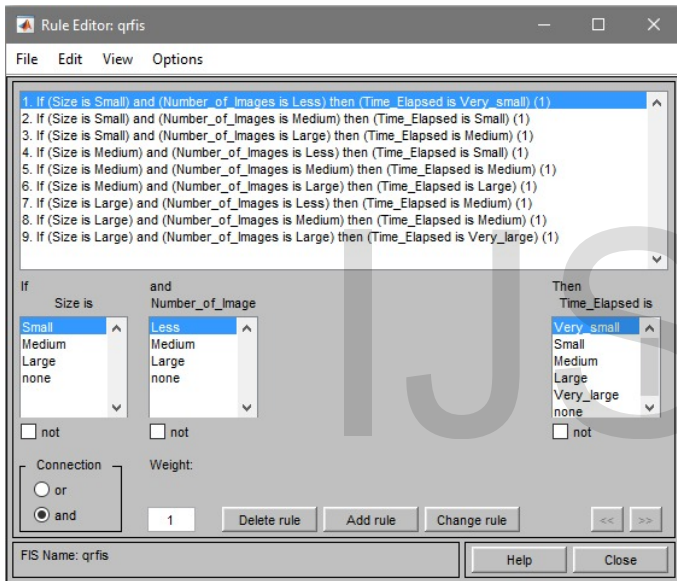 Rule Editor: qrfis
File Edit View Options
1. If (Size is Small) and (Number_of_Images is Less) then (Time_Elapsed is Very_small) (1)
2. If (Size is Small) and (Number_of_Images is Medium) then (Time_Elapsed is Small) (1)
3. If (Size is Small) and (Number_of_Images is Large) then (Time_Elapsed is Medium) (1)
4. If (Size is Medium) and (Number_of_Images is Less) then (Time_Elapsed is Small) (1)
5. If (Size is Medium) and (Number_of_Images is Medium) then (Time_Elapsed is Medium) (1)
6. If (Size is Medium) and (Number_of_Images is Large) then (Time_Elapsed is Large) (1)
7. If (Size is Large) and (Number_of_Images is Less) then (Time_Elapsed is Medium) (1)
8. If (Size is Large) and (Number_of_Images is Medium) then (Time_Elapsed is Medium) (1)
9. If (Size is Large) and (Number_of_Images is Large) then (Time_Elapsed is Very_large) (1)
If
Size is
Small
Medium
Large
none
not
and
Number_of_Image
Less
Medium
Large
none
not
Then
Time_Elapsed is
Very_small
Small
Medium
Large
Very_large
none
not
Connection
or
and
Weight:
1
Delete rule Add rule Change rule << >>
FIS Name: qrfis
Help Close
IJS